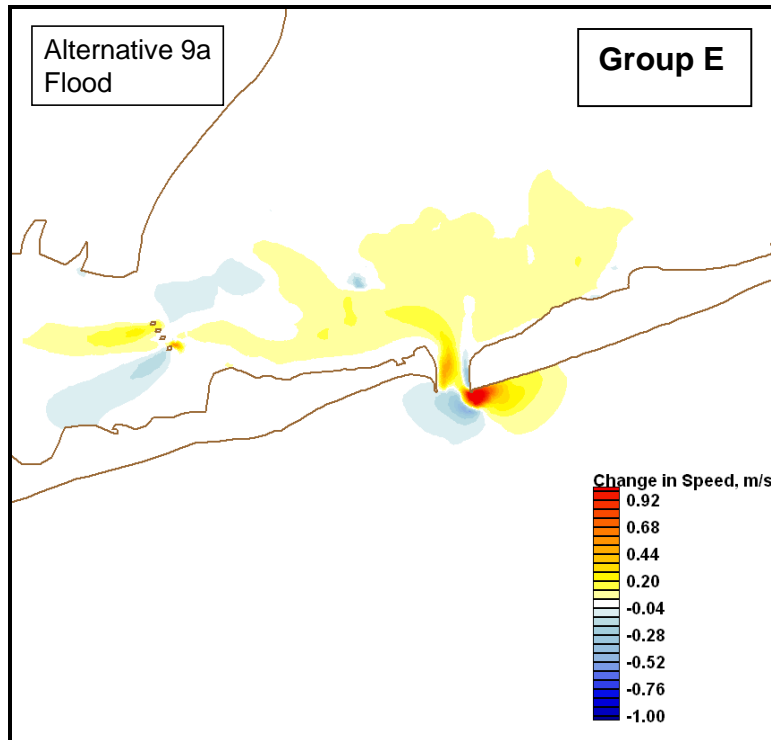 Alternative 9a
Flood
Group E
Change in Speed, m/s
0.92
0.68
0.44
0.20
-0.04
-0.28
-0.52
-0.76
-1.00